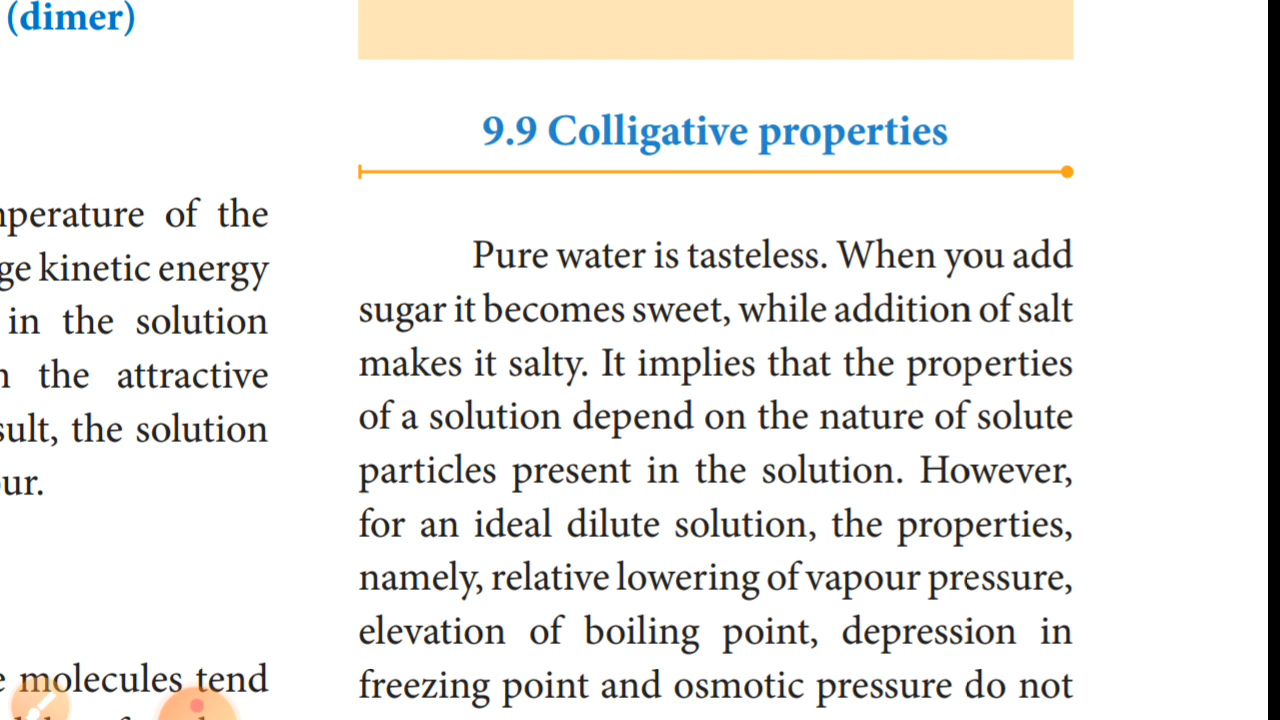 (dimer)
of the
kinetic energy
in the solution
the attractive
the solution
molecules tend
9.9 Colligative properties
Pure water is tasteless. When you add
sugar it becomes sweet, while addition of salt
makes it salty. It implies that the properties
of a solution depend on the nature of solute
particles present in the solution. However,
for an ideal dilute solution, the properties,
namely, relative lowering of vapour pressure,
elevation of boiling point, depression in
freezing point and osmotic pressure do not